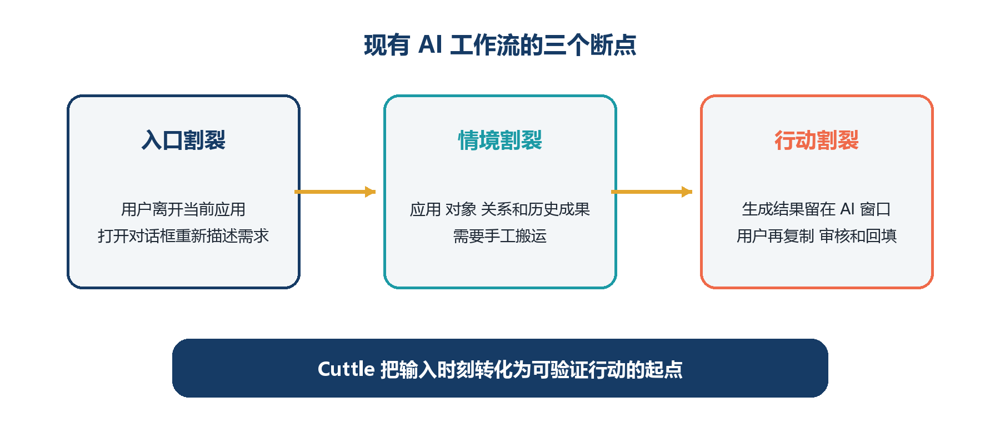 现有 AI 工作流的三个断点
入口割裂
用户离开当前应用
打开对话框重新描述需求
情境割裂
应用 对象 关系和历史成果
需要手工搬运
行动割裂
生成结果留在 AI 窗口
用户再复制 审核和回填
Cuttle 把输入时刻转化为可验证行动的起点